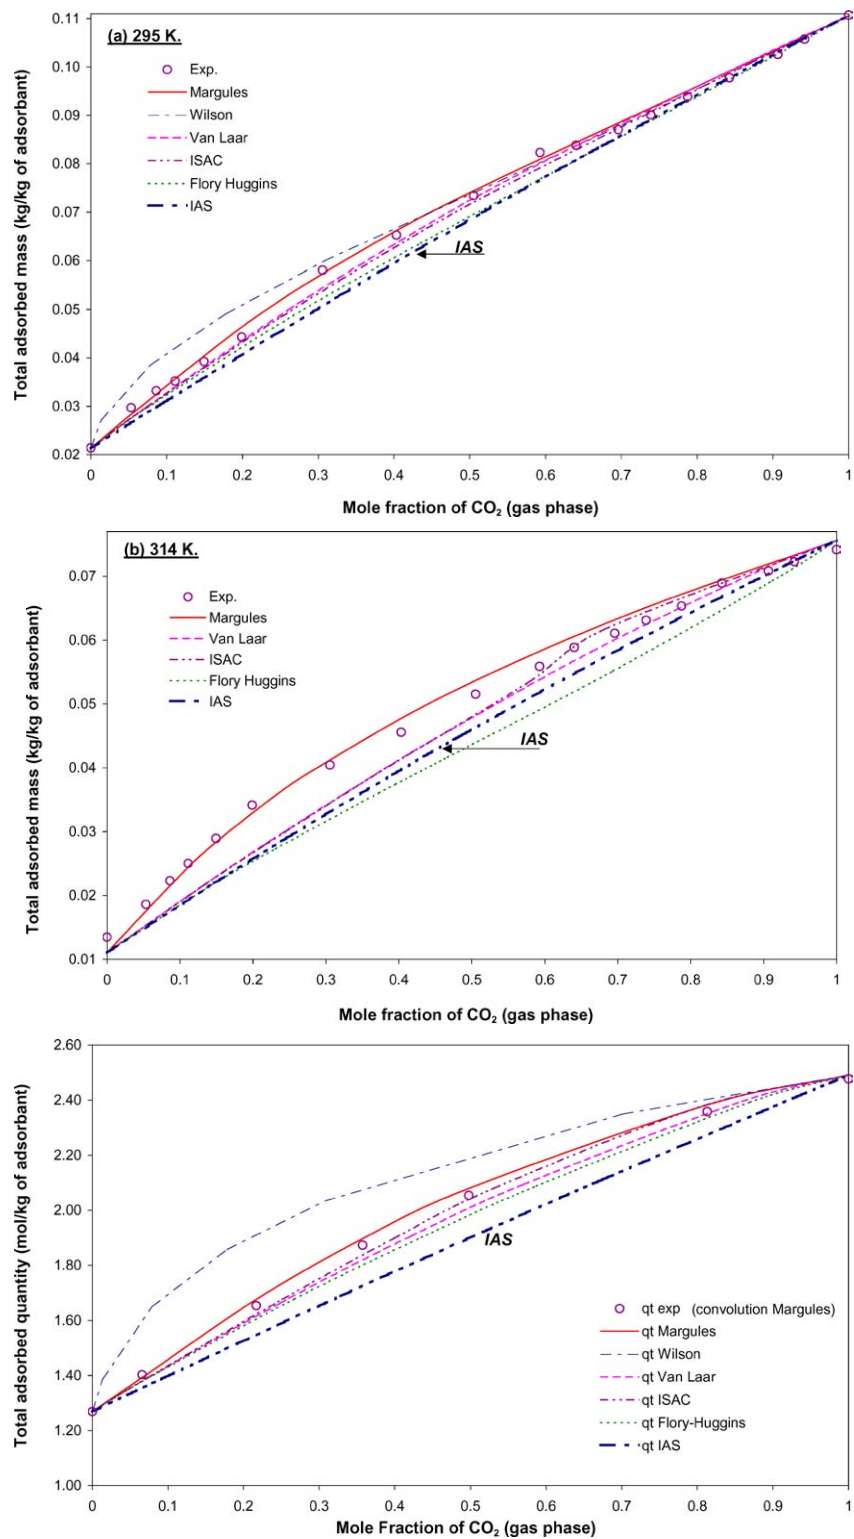 (a) 295 K.
Exp.
Margules
Wilson
Van Laar
ISAC
Flory Huggins
IAS
IAS
Total adsorbed mass (kg/kg of adsorbant)
0.11
0.10
0.09
0.08
0.07
0.06
0.05
0.04
0.03
0.02
0 0.1 0.2 0.3 0.4 0.5 0.6 0.7 0.8 0.9 1
Mole fraction of CO₂ (gas phase)
(b) 314 K.
Exp.
Margules
Van Laar
ISAC
Flory Huggins
IAS
IAS
Total adsorbed mass (kg/kg of adsorbant)
0.07
0.06
0.05
0.04
0.03
0.02
0.01
0 0.1 0.2 0.3 0.4 0.5 0.6 0.7 0.8 0.9 1
Mole fraction of CO₂ (gas phase)
Total adsorbed quantity (mol/kg of adsorbant)
2.60
2.40
2.20
2.00
1.80
1.60
1.40
1.20
1.00
IAS
qt exp (convolution Margules)
qt Margules
qt Wilson
qt Van Laar
qt ISAC
qt Flory-Huggins
qt IAS
0 0.1 0.2 0.3 0.4 0.5 0.6 0.7 0.8 0.9 1
Mole Fraction of CO₂ (gas phase)